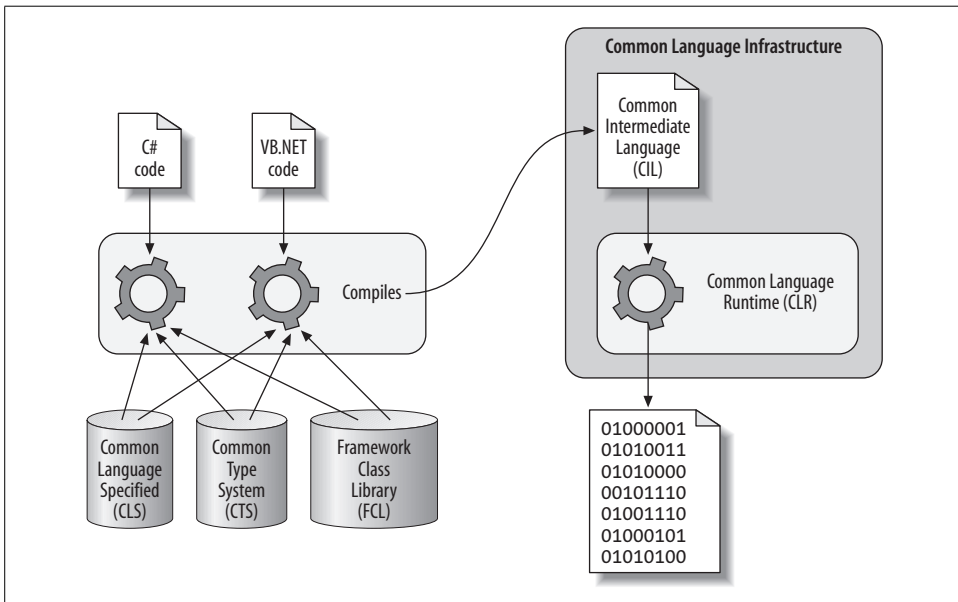 Common Language Infrastructure
C#
code
VB.NET
code
Common
Intermediate
Language
(CIL)
Compiles
Common Language
Runtime (CLR)
Common
Language
Specified
(CLS)
Common
Type
System
(CTS)
Framework
Class
Library
(FCL)
01000001
01010011
01010000
00101110
01001110
01000101
01010100